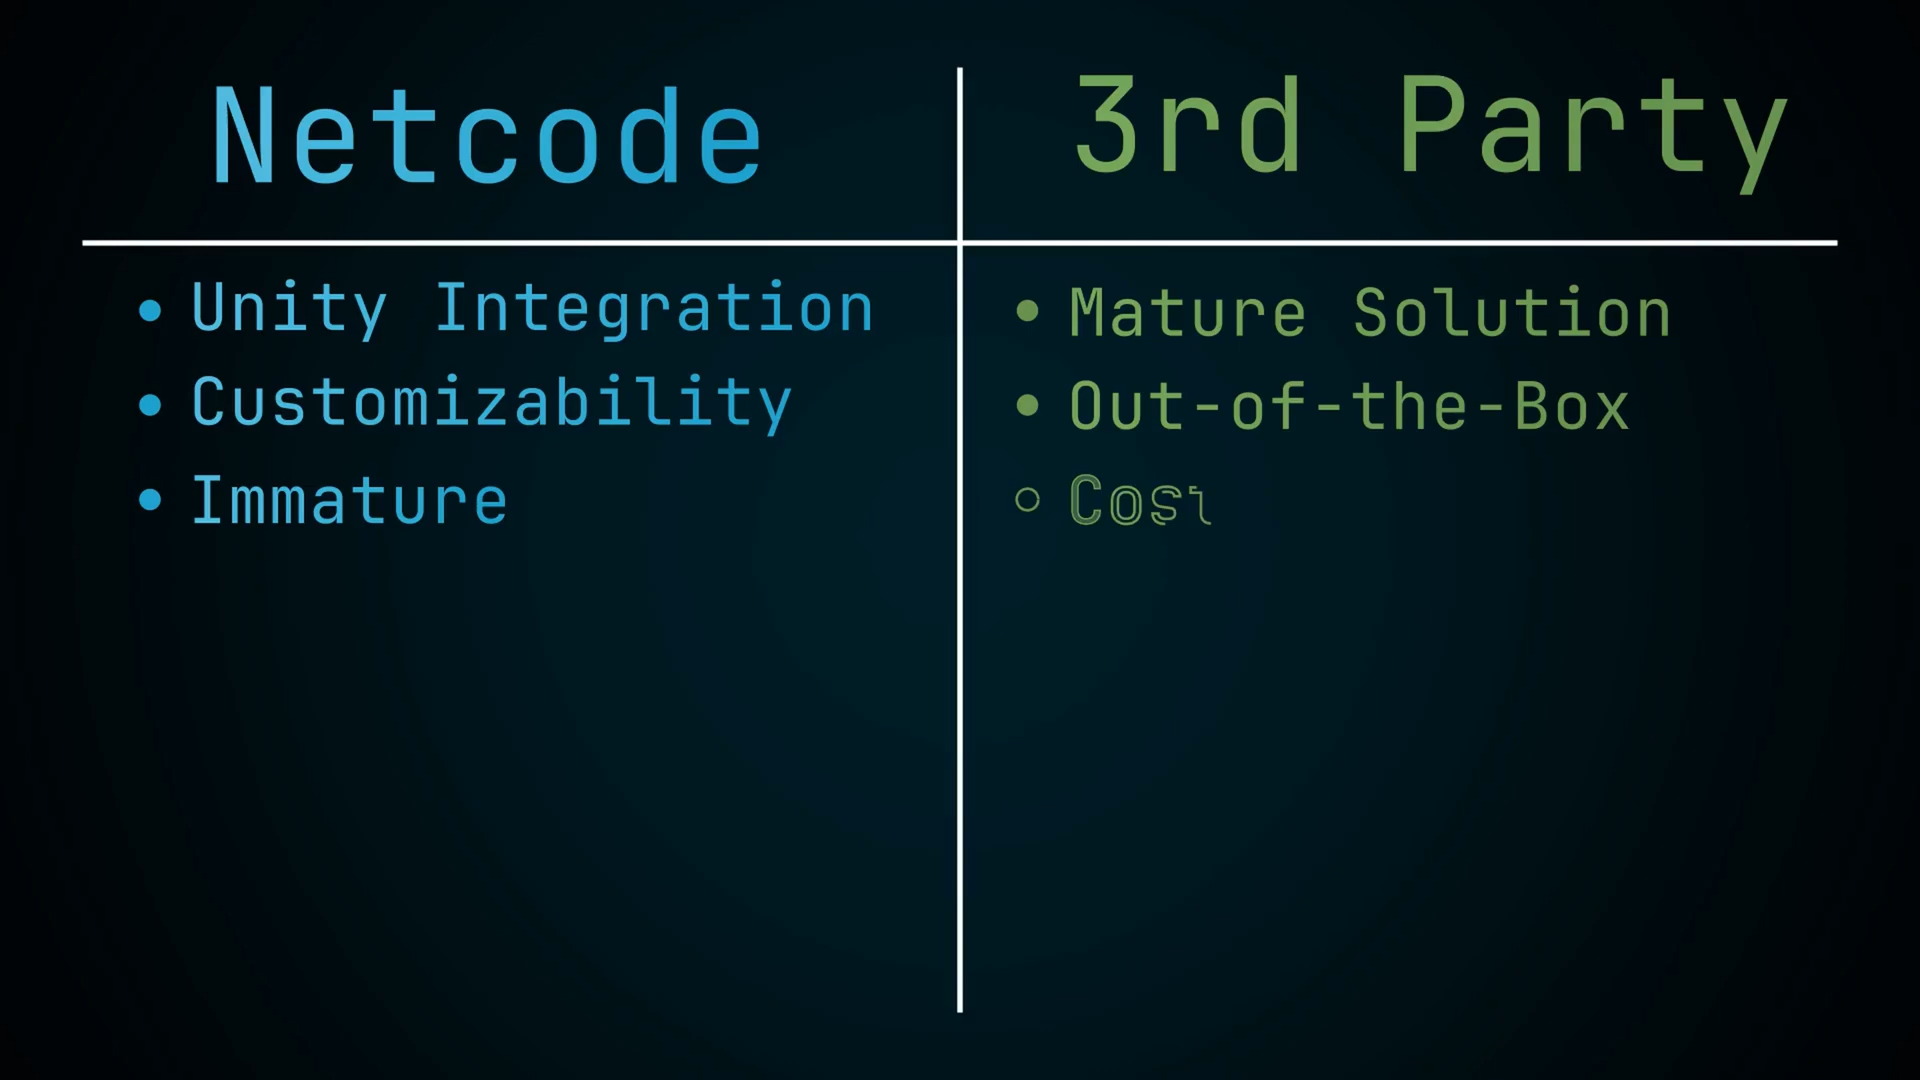 Netcode
3rd Party
• Unity Integration
• Customizability
• Immature
• Mature Solution
• Out-of-the-Box